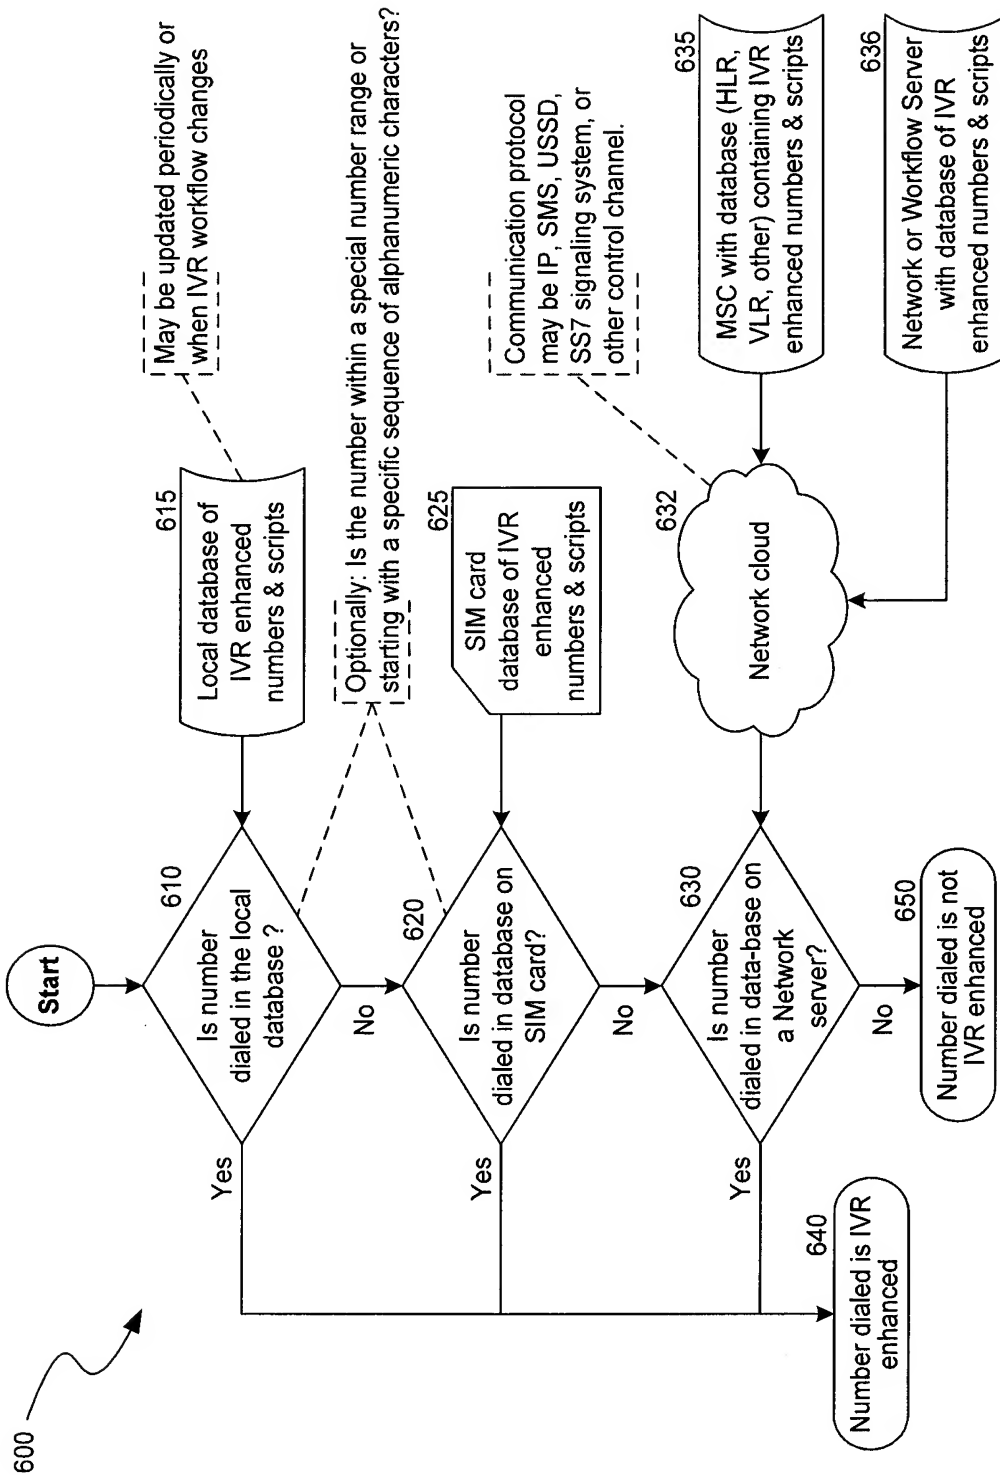 600
Start
610
Is number
dialed in the local
database ?
Yes
No
615
Local database of
IVR enhanced
numbers & scripts
May be updated periodically or
when IVR workflow changes
Optionally: Is the number within a special number range or
starting with a specific sequence of alphanumeric characters?
620
Is number
dialed in database on
SIM card?
Yes
No
625
SIM card
database of IVR
enhanced
numbers & scripts
630
Is number
dialed in data-base on
a Network
server?
Yes
No
632
Network cloud
Communication protocol
may be IP, SMS, USSD,
SS7 signaling system, or
other control channel.
635
MSC with database (HLR,
VLR, other) containing IVR
enhanced numbers & scripts
636
Network or Workflow Server
with database of IVR
enhanced numbers & scripts
640
Number dialed is IVR
enhanced
650
Number dialed is not
IVR enhanced